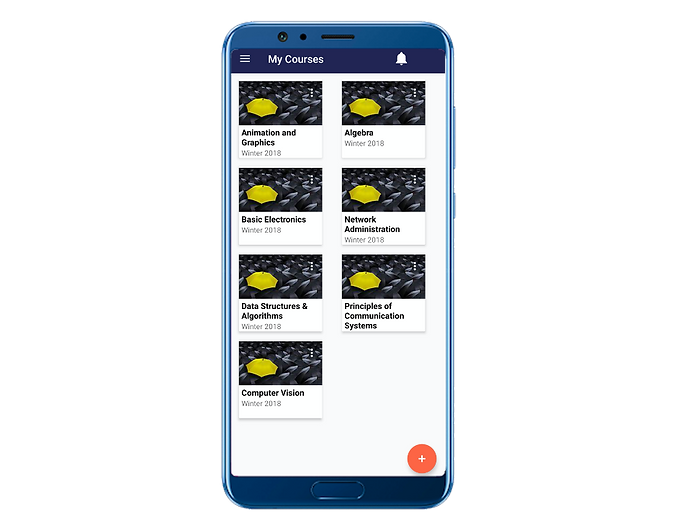 My Courses
Animation and
Graphics
Winter 2018
Algebra
Winter 2018
Basic Electronics
Winter 2018
Network
Administration
Winter 2018
Data Structures &
Algorithms
Winter 2018
Principles of
Communication
Systems
Computer Vision
Winter 2018
+